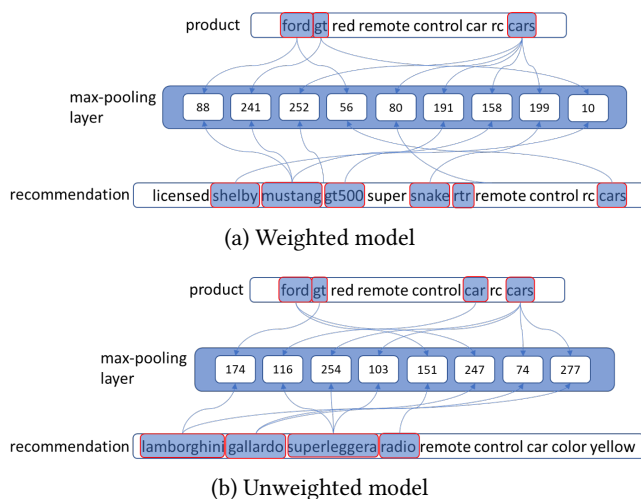 product ford gt red remote control car rc cars
max-pooling
layer
88 241 252 56 80 191 158 199 10
recommendation licensed shelby mustang gt500 super snake rtr remote control rc cars
(a) Weighted model
product ford gt red remote control car rc cars
max-pooling
layer
174 116 254 103 151 247 74 277
recommendation lamborghini gallardo superleggera radio remote control car color yellow
(b) Unweighted model